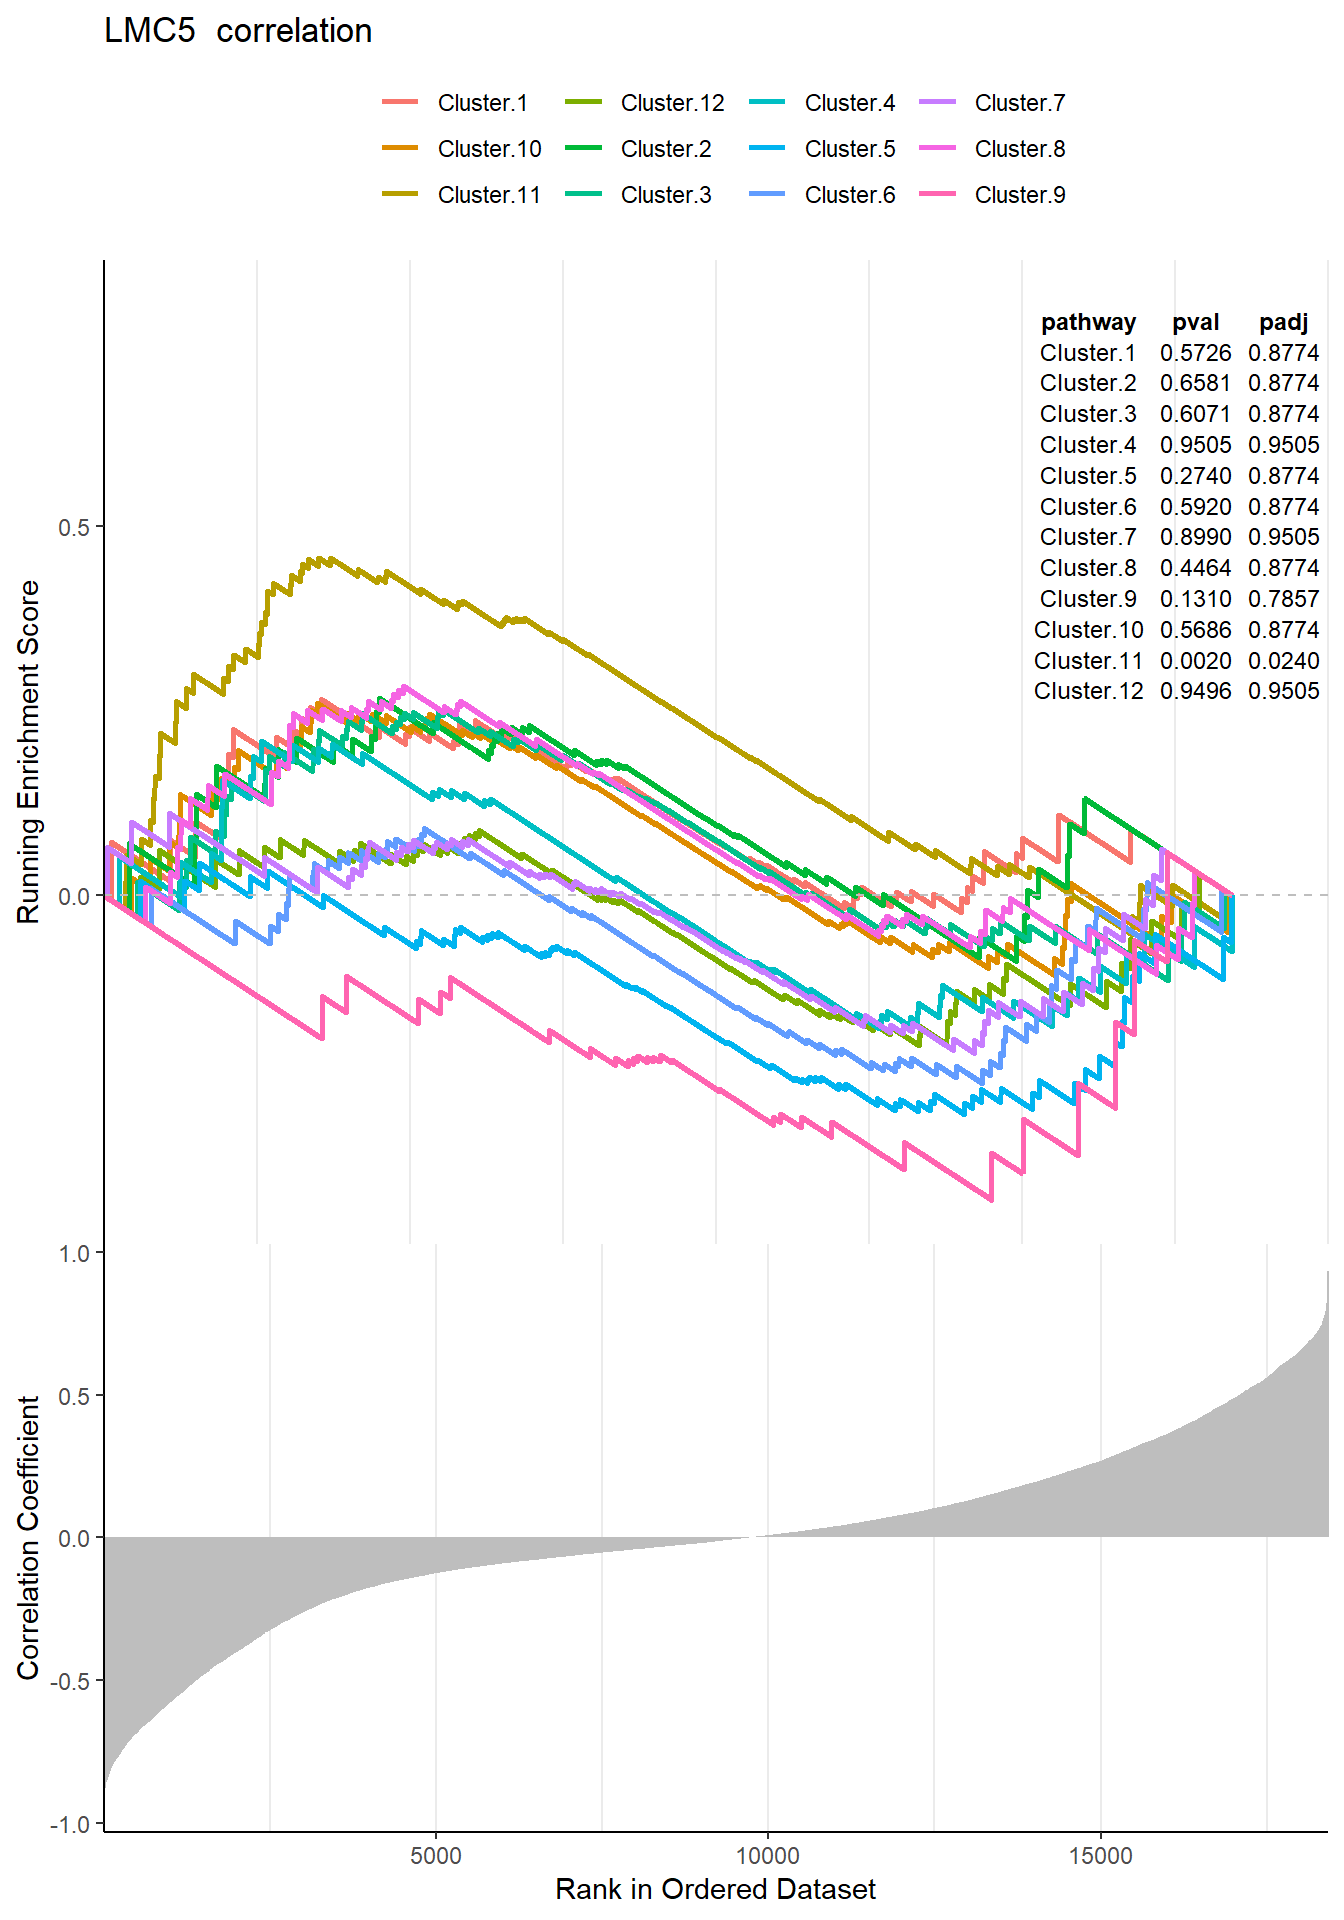 LMC5  correlation
Cluster.1 Cluster.12 Cluster.4 Cluster.7
Cluster.10 Cluster.2 Cluster.5 Cluster.8
Cluster.11 Cluster.3 Cluster.6 Cluster.9
pathway pval padj
Cluster.1 0.5726 0.8774
Cluster.2 0.6581 0.8774
Cluster.3 0.6071 0.8774
Cluster.4 0.9505 0.9505
Cluster.5 0.2740 0.8774
Cluster.6 0.5920 0.8774
Cluster.7 0.8990 0.9505
Cluster.8 0.4464 0.8774
Cluster.9 0.1310 0.7857
Cluster.10 0.5686 0.8774
Cluster.11 0.0020 0.0240
Cluster.12 0.9496 0.9505
Running Enrichment Score
0.5
0.0
Correlation Coefficient
1.0
0.5
0.0
-0.5
-1.0
5000 10000 15000
Rank in Ordered Dataset